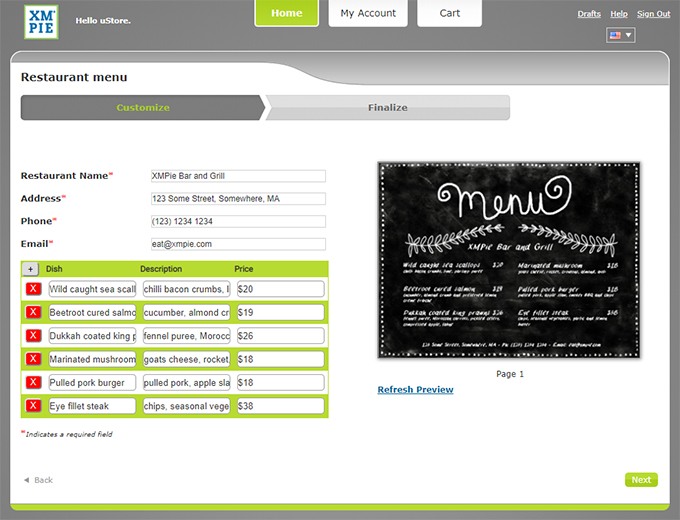 XM
PIE
Hello uStore.
Home
My Account
Cart
Drafts
Help
Sign Out
Restaurant menu
Customize
Finalize
Restaurant Name*
XMPie Bar and Grill
Address*
123 Some Street, Somewhere, MA
Phone*
(123) 1234 1234
Email*
eat@xmpie.com
+ Dish Description Price
X Wild caught sea scall chilli bacon crumbs, l $20
X Beetroot cured salmo cucumber, almond cr $19
X Dukkah coated king p fennel puree, Morocc $26
X Marinated mushroom goats cheese, rocket, $18
X Pulled pork burger pulled pork, apple sla $18
X Eye fillet steak chips, seasonal vege $38
*Indicates a required field
Menu
XMPie Bar and Grill
Wild caught sea scallops $20
Marinated mushroom $18
Beetroot cured salmon $19
Pulled pork burger $18
Dukkah coated king prawns $26
Eye fillet steak $38
Page 1
Refresh Preview
Back
Next